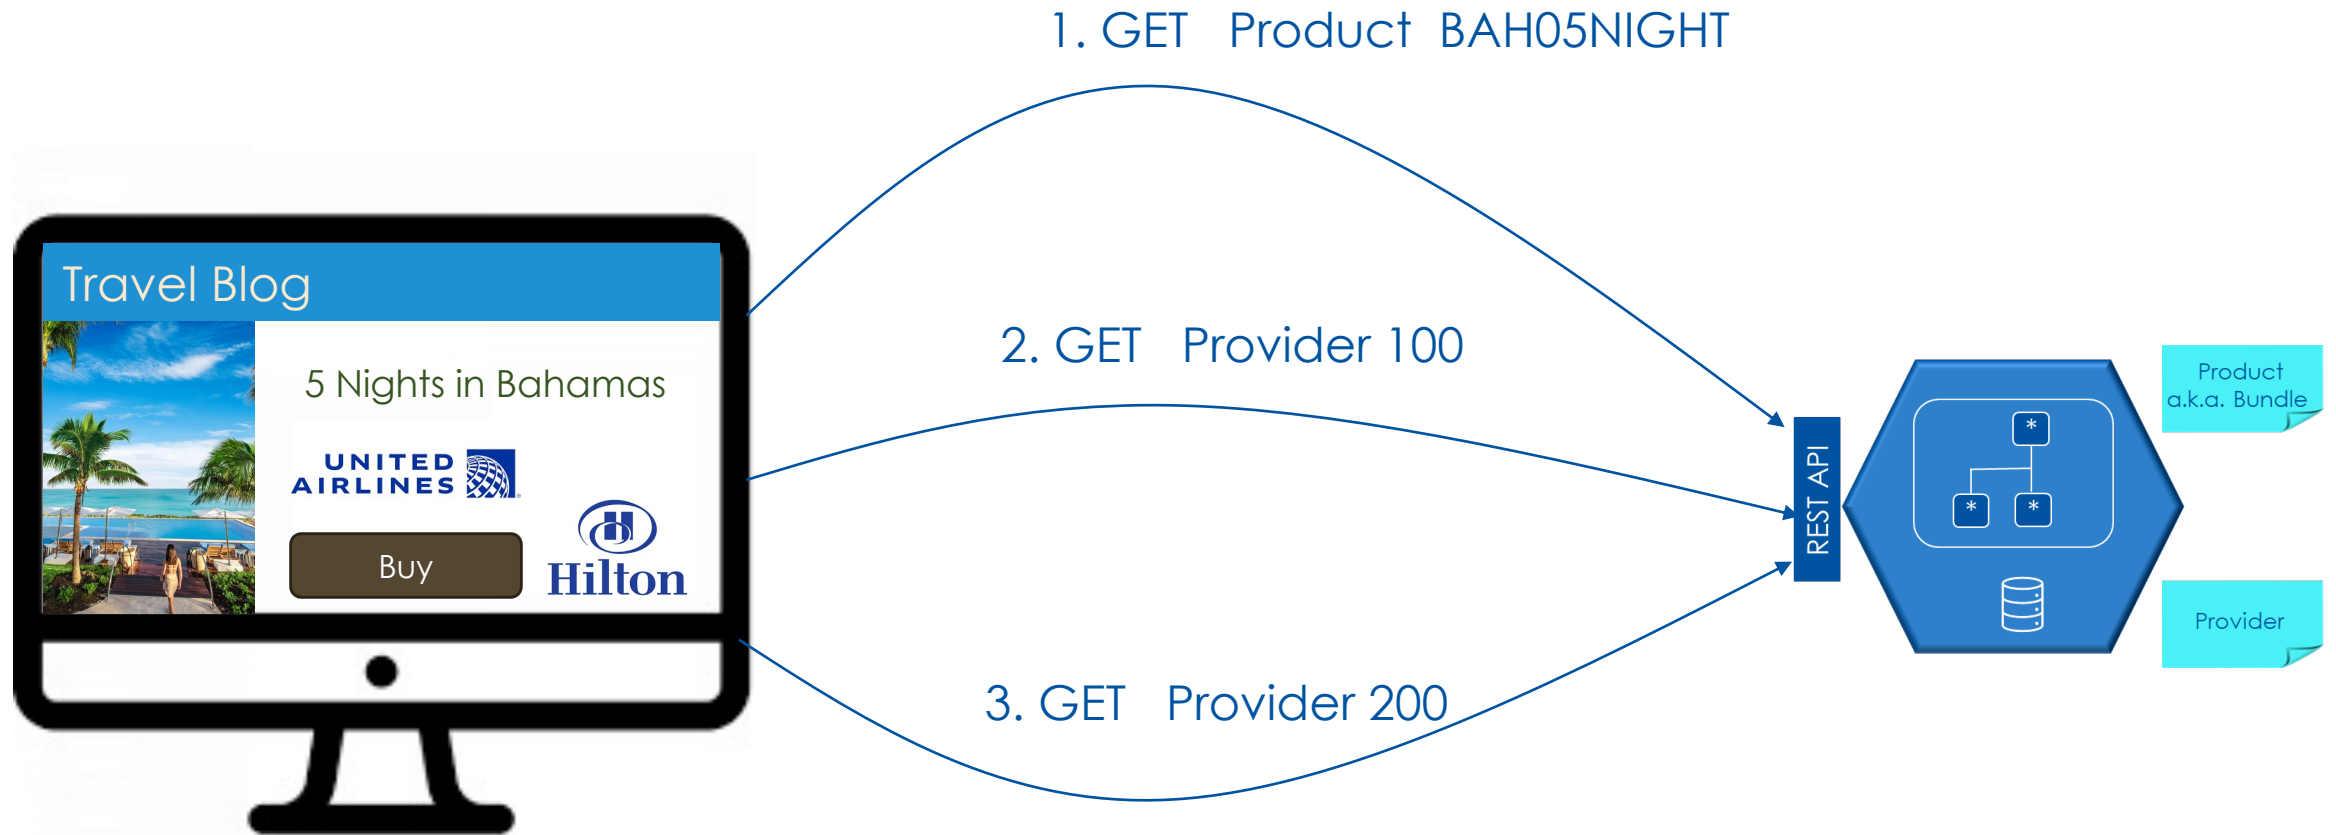 1. GET Product BAH05NIGHT
Travel Blog
5 Nights in Bahamas
UNITED
AIRLINES
Buy
Hilton
2. GET Provider 100
3. GET Provider 200
REST API
*
*
*
Product
a.k.a. Bundle
Provider